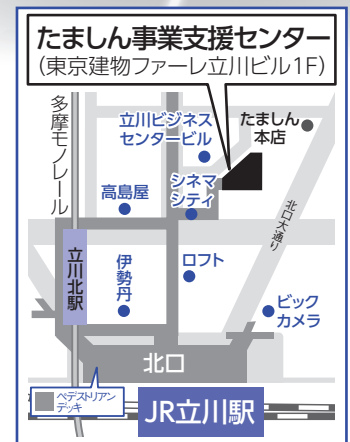 たましん事業支援センター
(東京建物ファーレ立川ビル1F)
多摩モノレール
立川ビジネス
センタービル
たましん
本店
高島屋
シネマ
シティ
北口大通り
立川北駅
伊勢丹
ロフト
ビック
カメラ
北口
ペデストリアン
デッキ
JR立川駅